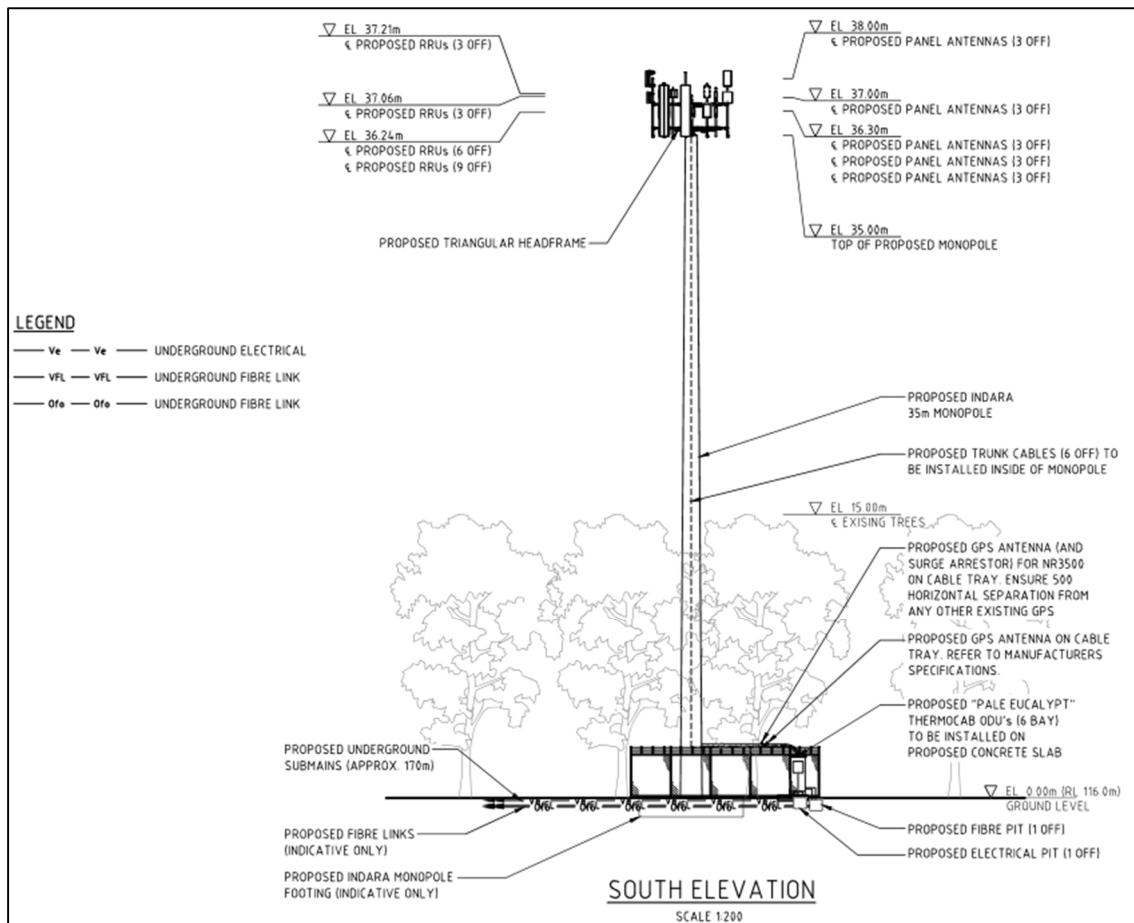 EL 37.21m
℄ PROPOSED RRUs (3 OFF)
EL 37.06m
℄ PROPOSED RRUs (3 OFF)
EL 36.24m
℄ PROPOSED RRUs (6 OFF)
℄ PROPOSED RRUs (9 OFF)
EL 38.00m
℄ PROPOSED PANEL ANTENNAS (3 OFF)
EL 37.00m
℄ PROPOSED PANEL ANTENNAS (3 OFF)
EL 36.30m
℄ PROPOSED PANEL ANTENNAS (3 OFF)
℄ PROPOSED PANEL ANTENNAS (3 OFF)
℄ PROPOSED PANEL ANTENNAS (3 OFF)
EL 35.00m
TOP OF PROPOSED MONOPOLE
PROPOSED TRIANGULAR HEADFRAME
LEGEND
Ve Ve UNDERGROUND ELECTRICAL
VFL VFL UNDERGROUND FIBRE LINK
Ofo Ofo UNDERGROUND FIBRE LINK
PROPOSED INDARA
35m MONOPOLE
PROPOSED TRUNK CABLES (6 OFF) TO
BE INSTALLED INSIDE OF MONOPOLE
EL 15.00m
℄ EXISING TREES
PROPOSED GPS ANTENNA (AND
SURGE ARRESTOR) FOR NR3500
ON CABLE TRAY. ENSURE 500
HORIZONTAL SEPARATION FROM
ANY OTHER EXISTING GPS
PROPOSED GPS ANTENNA ON CABLE
TRAY. REFER TO MANUFACTURERS
SPECIFICATIONS.
PROPOSED "PALE EUCALYPT"
THERMOCAB ODU's (6 BAY)
TO BE INSTALLED ON
PROPOSED CONCRETE SLAB
PROPOSED UNDERGROUND
SUBMAINS (APPROX. 170m)
EL 0.00m (RL 116.0m)
GROUND LEVEL
PROPOSED FIBRE LINKS
(INDICATIVE ONLY)
PROPOSED FIBRE PIT (1 OFF)
PROPOSED ELECTRICAL PIT (1 OFF)
PROPOSED INDARA MONOPOLE
FOOTING (INDICATIVE ONLY)
SOUTH ELEVATION
SCALE 1:200